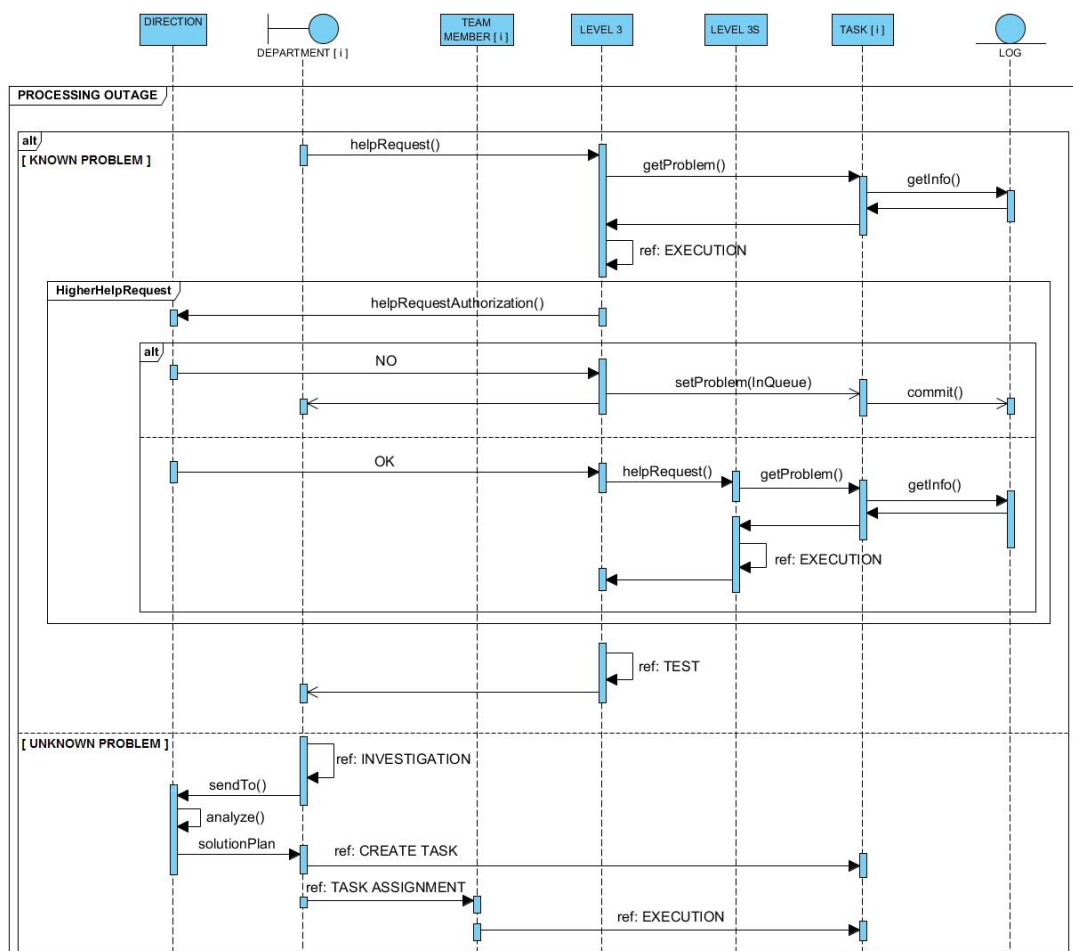 DIRECTION
DEPARTMENT [ i ]
TEAM
MEMBER [ i ]
LEVEL 3
LEVEL 3S
TASK [ i ]
LOG
PROCESSING OUTAGE
alt
[ KNOWN PROBLEM ]
helpRequest()
getProblem()
getInfo()
ref: EXECUTION
HigherHelpRequest
helpRequestAuthorization()
alt
NO
setProblem(InQueue)
commit()
OK
helpRequest()
getProblem()
getInfo()
ref: EXECUTION
ref: TEST
[ UNKNOWN PROBLEM ]
ref: INVESTIGATION
sendTo()
analyze()
solutionPlan
ref: CREATE TASK
ref: TASK ASSIGNMENT
ref: EXECUTION